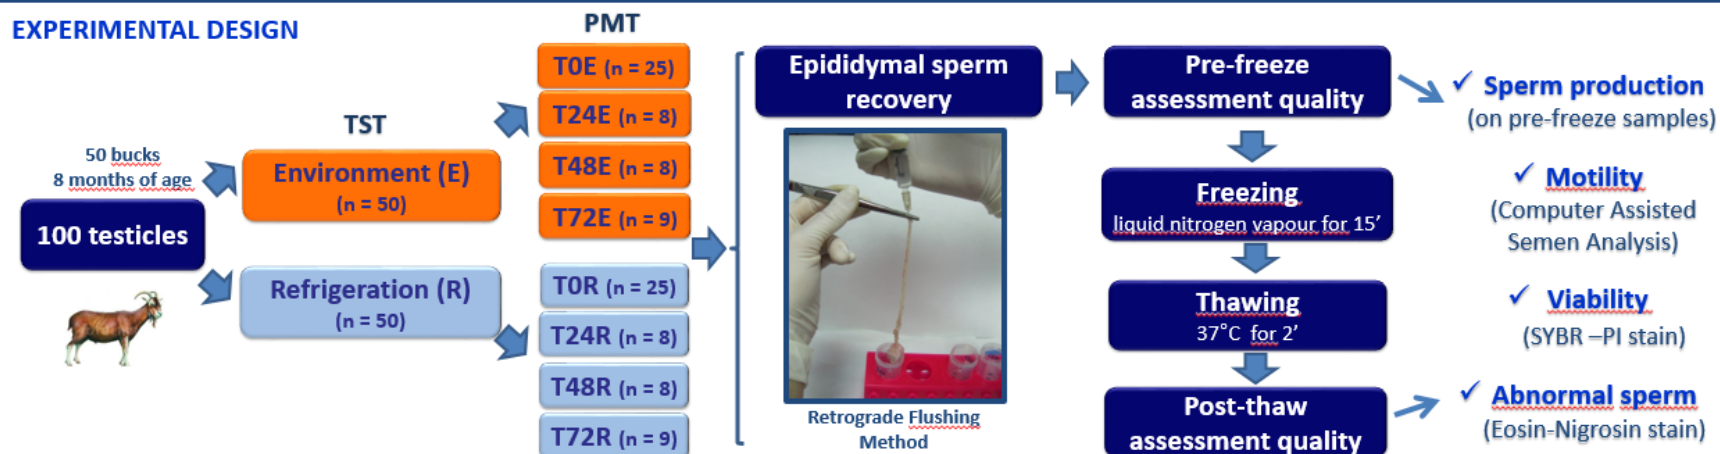 EXPERIMENTAL DESIGN
50 bucks
8 months of age
100 testicles
TST
Environment (E)
(n = 50)
Refrigeration (R)
(n = 50)
PMT
T0E (n = 25)
T24E (n = 8)
T48E (n = 8)
T72E (n = 9)
T0R (n = 25)
T24R (n = 8)
T48R (n = 8)
T72R (n = 9)
Epididymal sperm
recovery
Retrograde Flushing
Method
Pre-freeze
assessment quality
Freezing
liquid nitrogen vapour for 15’
Thawing
37°C for 2’
Post-thaw
assessment quality
✓ Sperm production
(on pre-freeze samples)
✓ Motility
(Computer Assisted
Semen Analysis)
✓ Viability
(SYBR –PI stain)
✓ Abnormal sperm
(Eosin-Nigrosin stain)